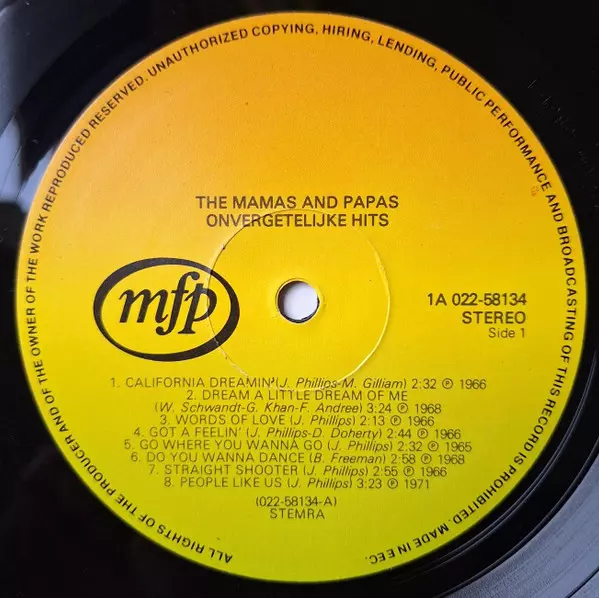 ALL RIGHTS OF THE PRODUCER AND OF THE OWNER OF THE WORK REPRODUCED RESERVED. UNAUTHORIZED COPYING, HIRING, LENDING, PUBLIC PERFORMANCE AND BROADCASTING OF THIS RECORD IS PROHIBITED. MADE IN EEC.
THE MAMAS AND PAPAS
ONVERGETELIJKE HITS
mfp
1A 022-58134
STEREO
Side 1
1. CALIFORNIA DREAMIN' (J. Phillips-M. Gilliam) 2:32 ℗ 1966
2. DREAM A LITTLE DREAM OF ME
(W. Schwandt-G. Khan-F. Andree) 3:24 ℗ 1968
3. WORDS OF LOVE (J. Phillips) 2:13 ℗ 1966
4. GOT A FEELIN' (J. Phillips-D. Doherty) 2:44 ℗ 1966
5. GO WHERE YOU WANNA GO (J. Phillips) 2:32 ℗ 1965
6. DO YOU WANNA DANCE (B. Freeman) 2:58 ℗ 1968
7. STRAIGHT SHOOTER (J. Phillips) 2:55 ℗ 1966
8. PEOPLE LIKE US (J. Phillips) 3:23 ℗ 1971
(022-58134-A)
STEMRA